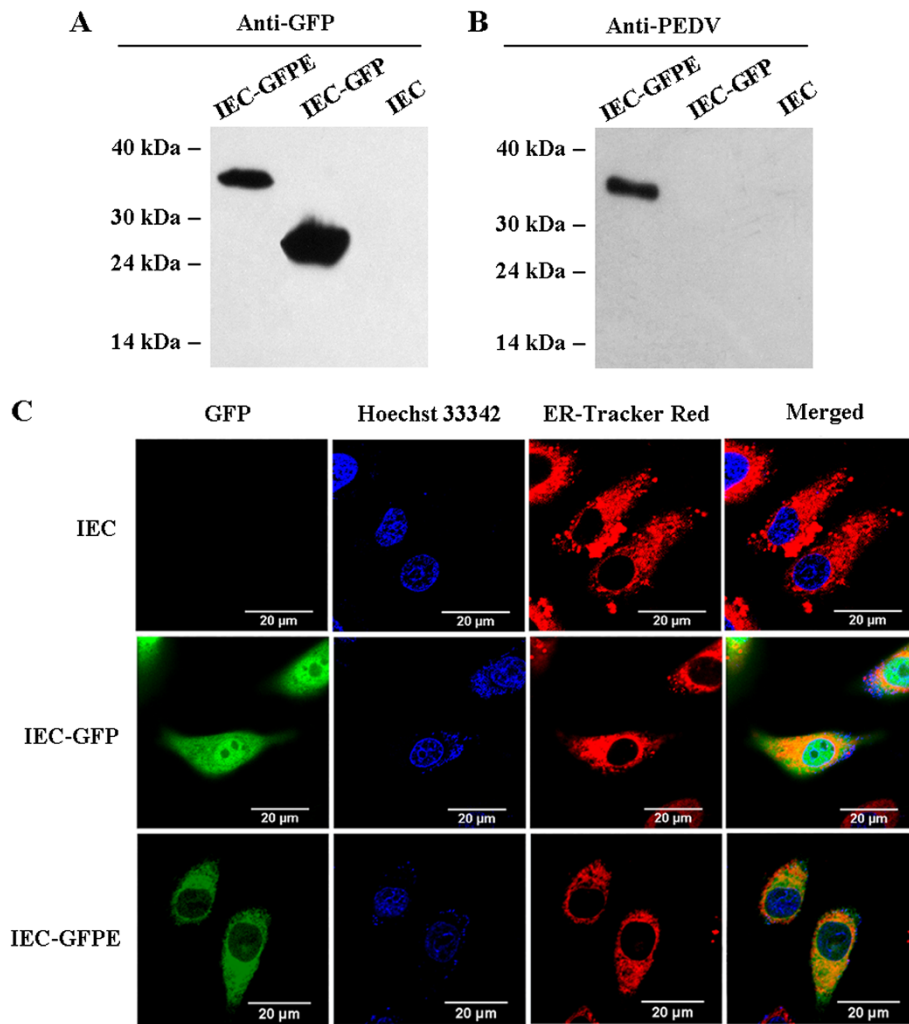 A
Anti-GFP
IEC-GFPE
IEC-GFP
IEC
40 kDa –
30 kDa –
24 kDa –
14 kDa –
B
Anti-PEDV
IEC-GFPE
IEC-GFP
IEC
40 kDa –
30 kDa –
24 kDa –
14 kDa –
C
GFP
Hoechst 33342
ER-Tracker Red
Merged
IEC
20 µm
20 µm
20 µm
20 µm
IEC-GFP
20 µm
20 µm
20 µm
20 µm
IEC-GFPE
20 µm
20 µm
20 µm
20 µm